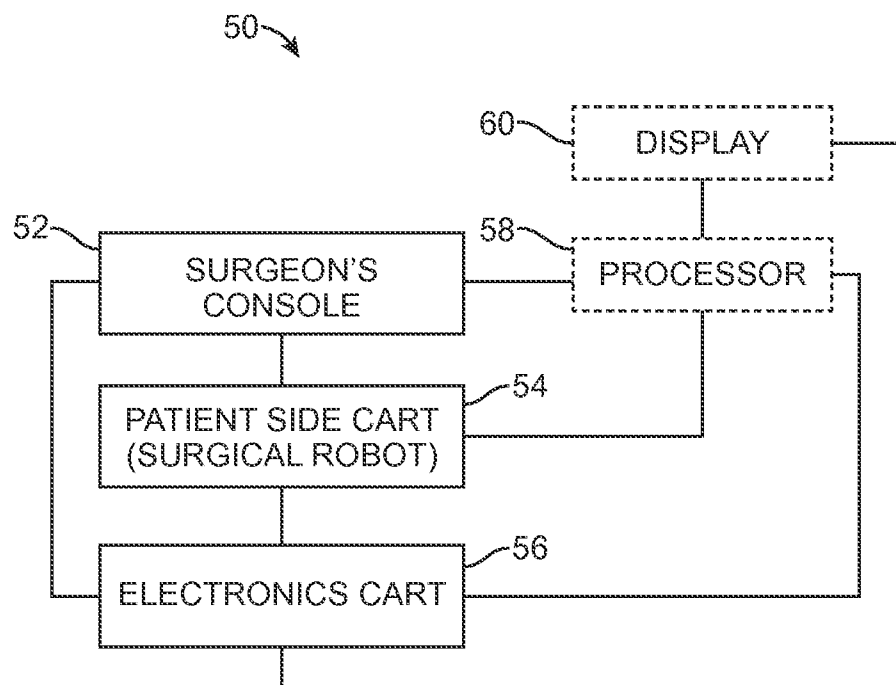 50
60
DISPLAY
52
58
SURGEON'S
CONSOLE
PROCESSOR
54
PATIENT SIDE CART
(SURGICAL ROBOT)
56
ELECTRONICS CART